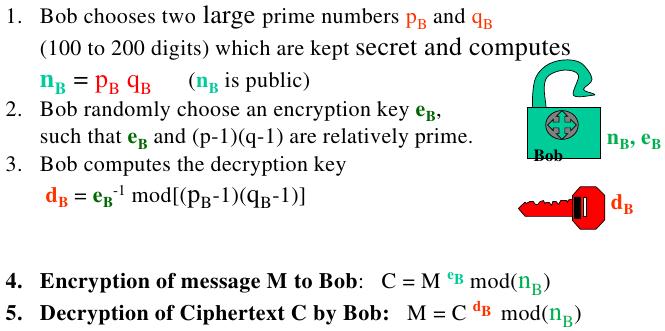 1. Bob chooses two large prime numbers p_B and q_B
(100 to 200 digits) which are kept secret and computes
n_B = p_B q_B (n_B is public)
2. Bob randomly choose an encryption key e_B,
such that e_B and (p-1)(q-1) are relatively prime.
3. Bob computes the decryption key
d_B = e_B^-1 mod[(p_B-1)(q_B-1)]
Bob
n_B, e_B
d_B
4. Encryption of message M to Bob: C = M ^e_B mod(n_B)
5. Decryption of Ciphertext C by Bob: M = C ^d_B mod(n_B)